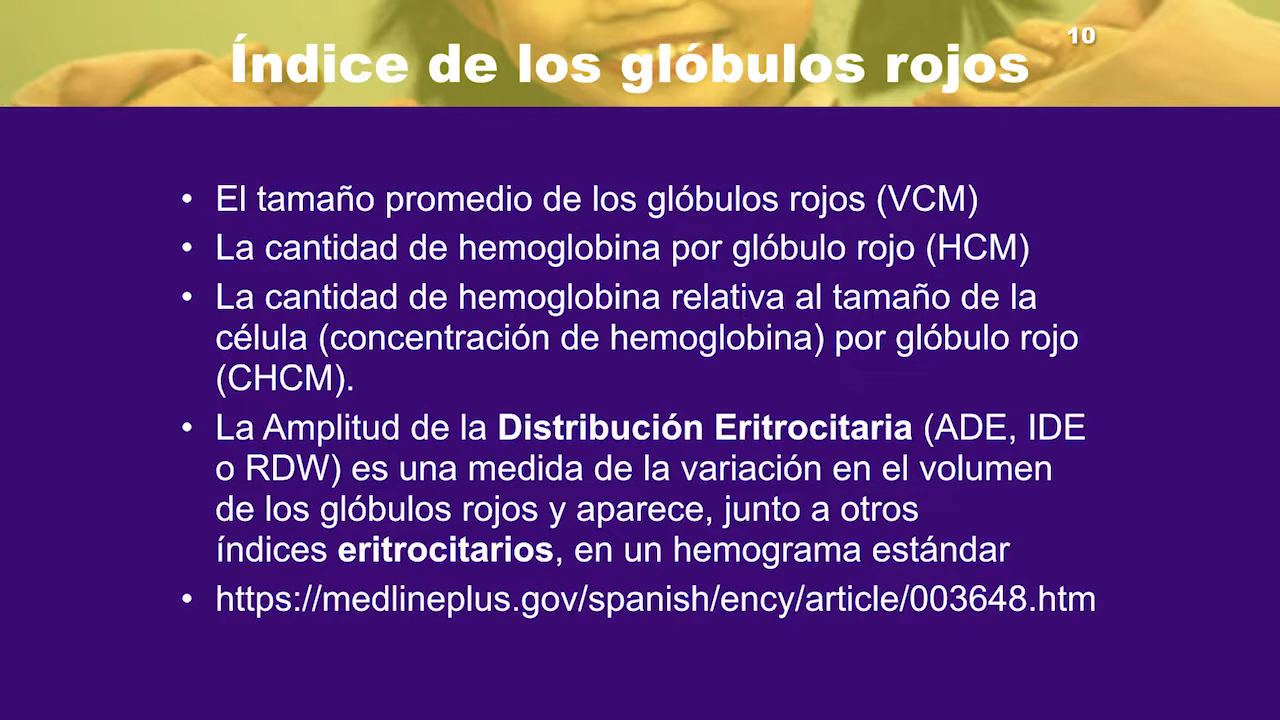 10
Índice de los glóbulos rojos
• El tamaño promedio de los glóbulos rojos (VCM)
• La cantidad de hemoglobina por glóbulo rojo (HCM)
• La cantidad de hemoglobina relativa al tamaño de la
célula (concentración de hemoglobina) por glóbulo rojo
(CHCM).
• La Amplitud de la Distribución Eritrocitaria (ADE, IDE
o RDW) es una medida de la variación en el volumen
de los glóbulos rojos y aparece, junto a otros
índices eritrocitarios, en un hemograma estándar
• https://medlineplus.gov/spanish/ency/article/003648.htm